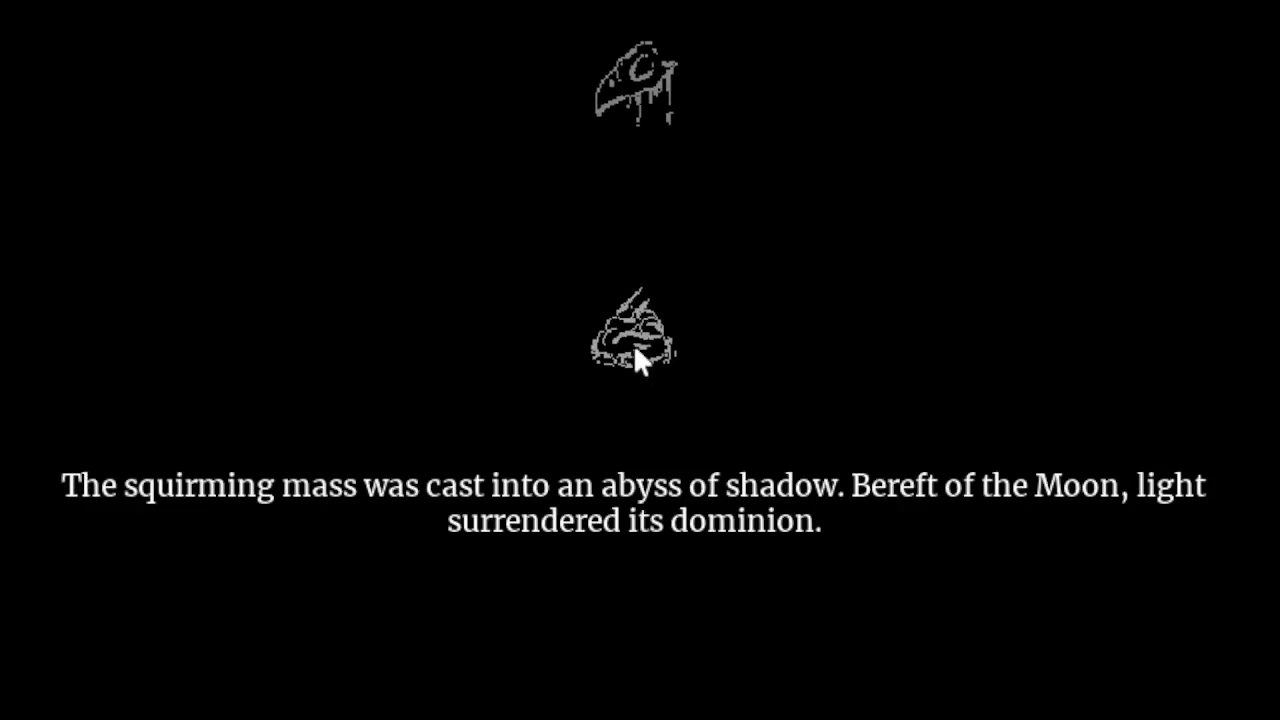 The squirming mass was cast into an abyss of shadow. Bereft of the Moon, light
surrendered its dominion.